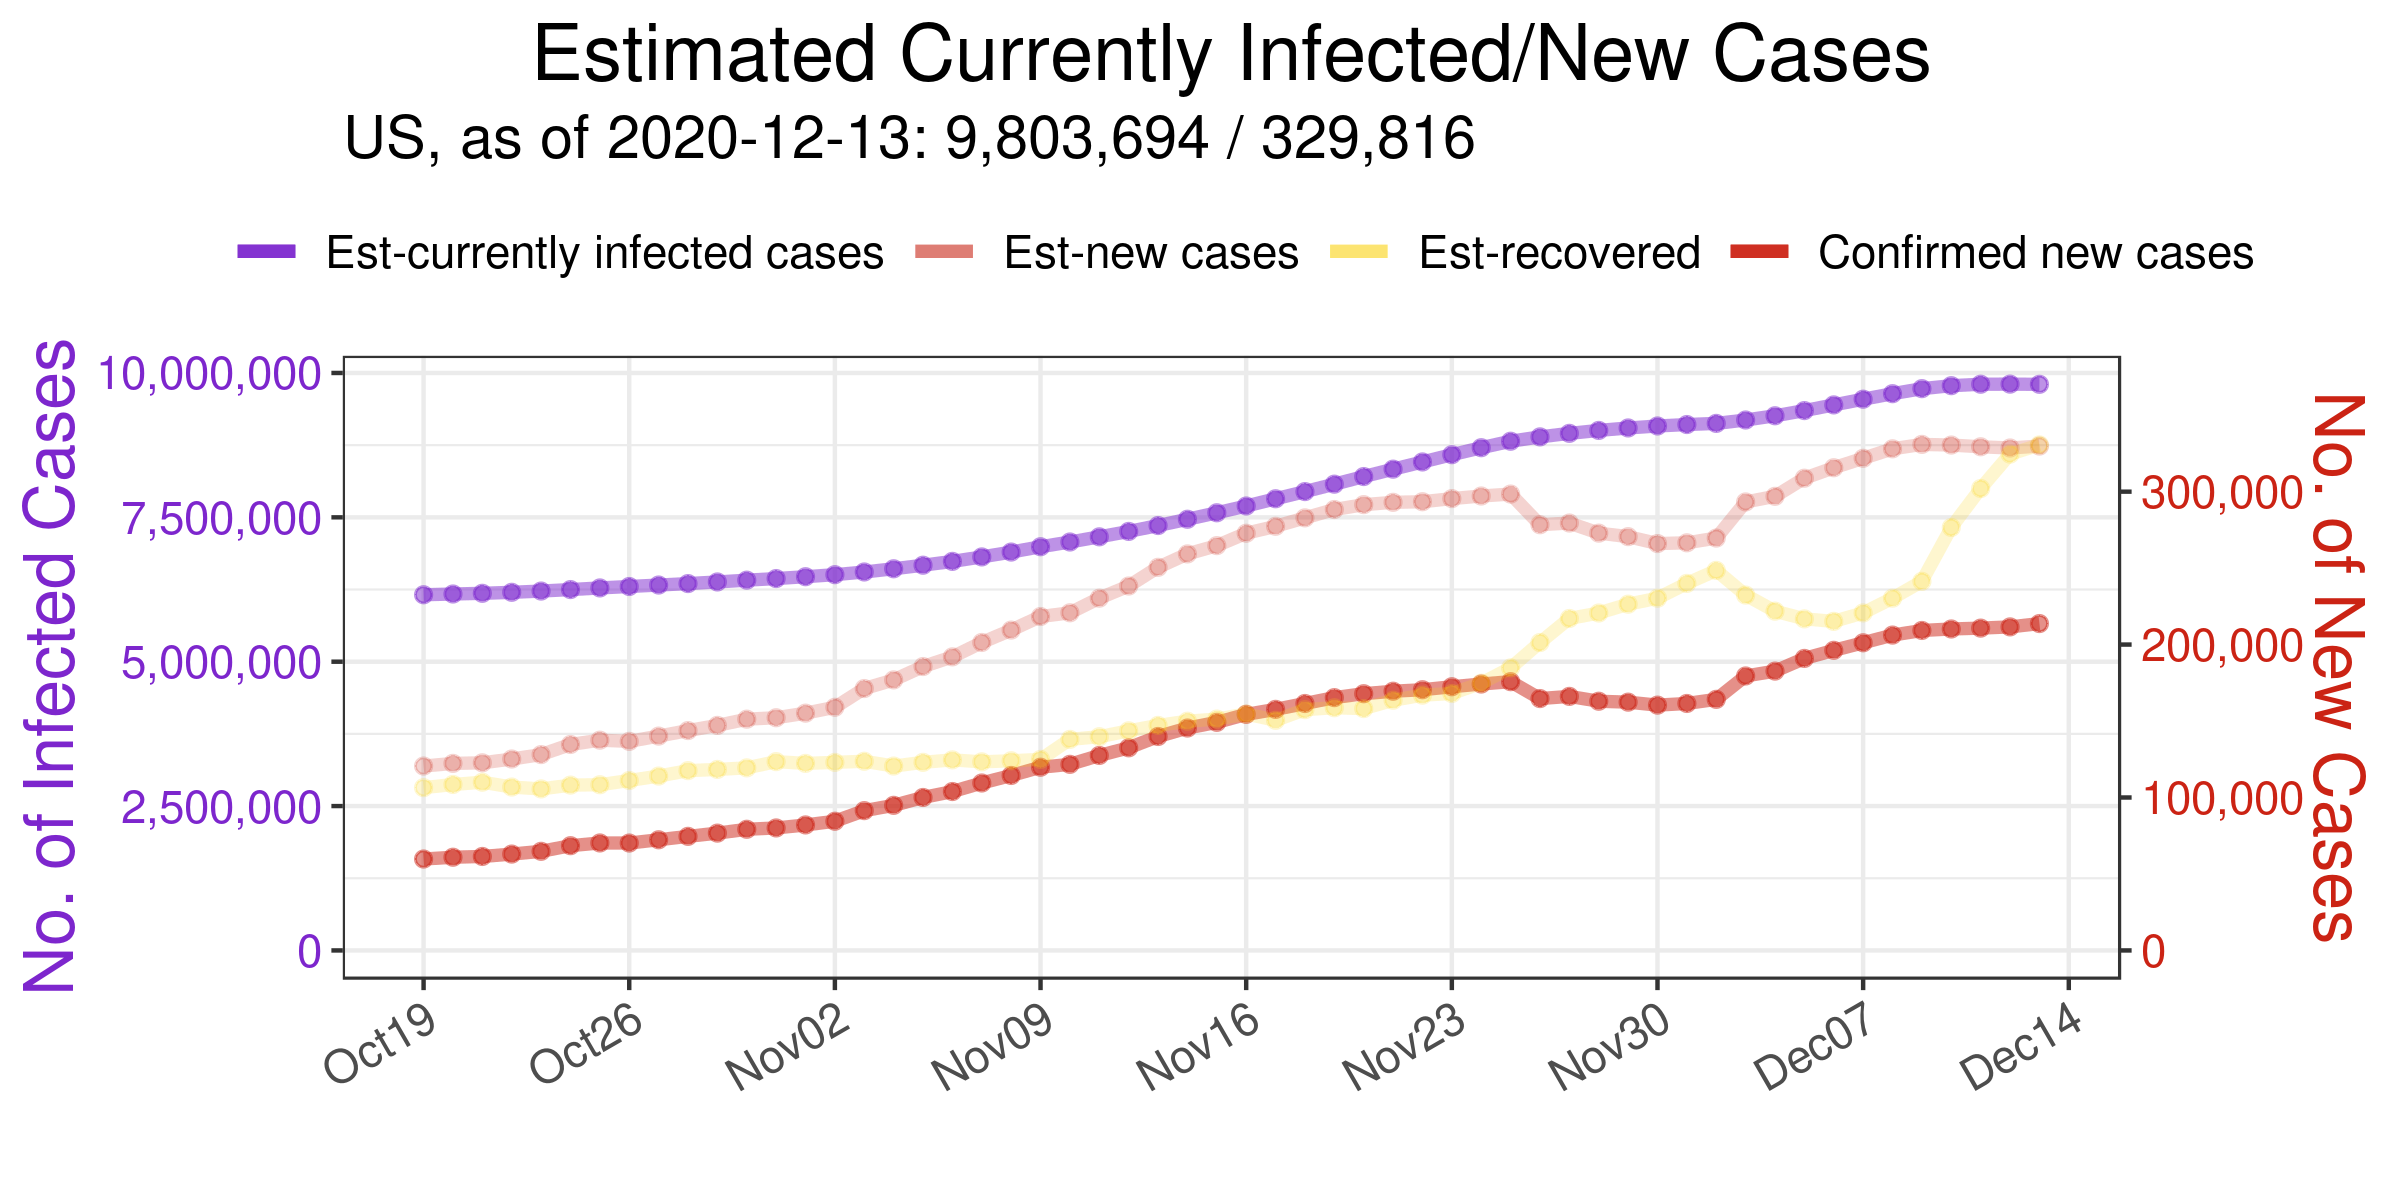 Estimated Currently Infected/New Cases
US, as of 2020-12-13: 9,803,694 / 329,816
Est-currently infected cases Est-new cases Est-recovered Confirmed new cases
No. of Infected Cases
10,000,000
7,500,000
5,000,000
2,500,000
0
300,000
200,000
100,000
0
No. of New Cases
Oct19 Oct26 Nov02 Nov09 Nov16 Nov23 Nov30 Dec07 Dec14